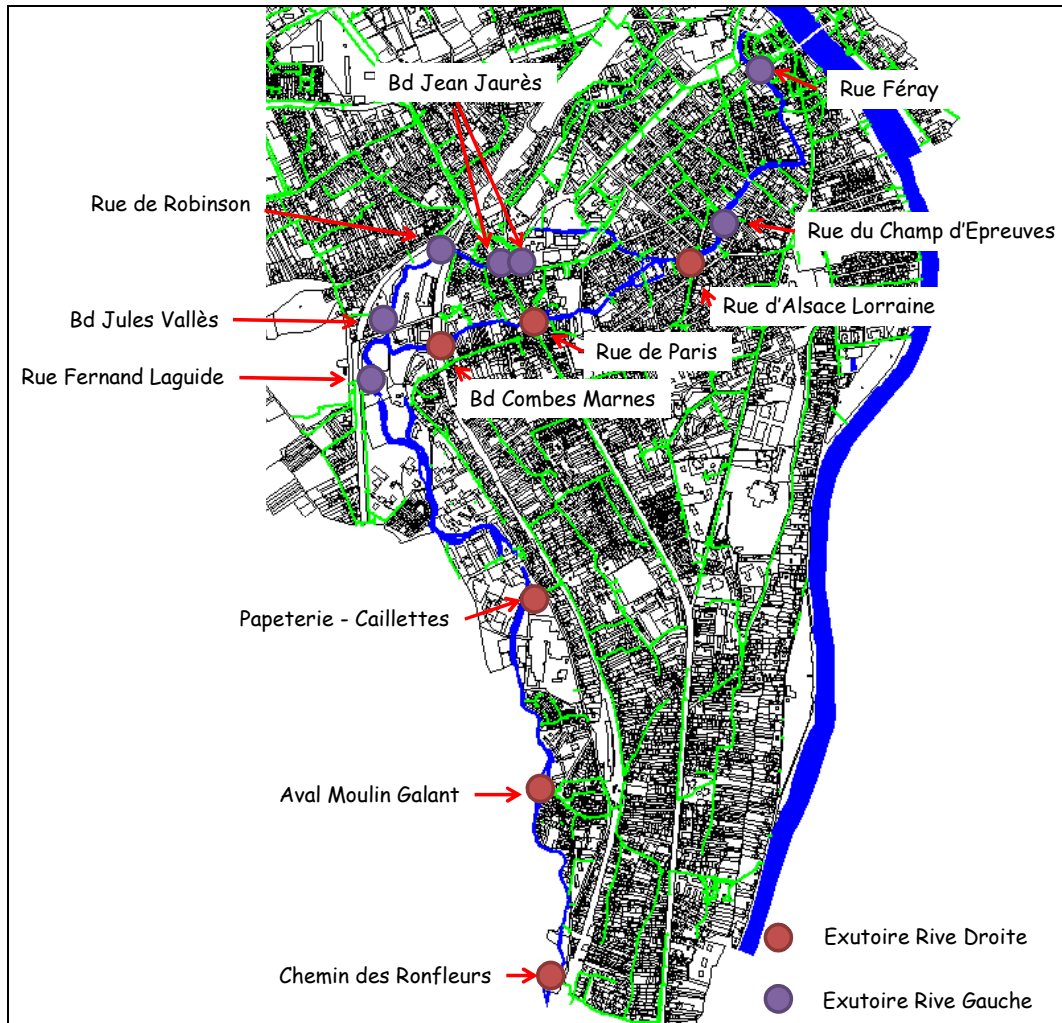 Bd Jean Jaurès
Rue Féray
Rue de Robinson
Rue du Champ d'Epreuves
Rue d'Alsace Lorraine
Bd Jules Vallès
Rue de Paris
Rue Fernand Laguide
Bd Combes Marnes
Papeterie - Caillettes
Aval Moulin Galant
Exutoire Rive Droite
Chemin des Ronfleurs
Exutoire Rive Gauche